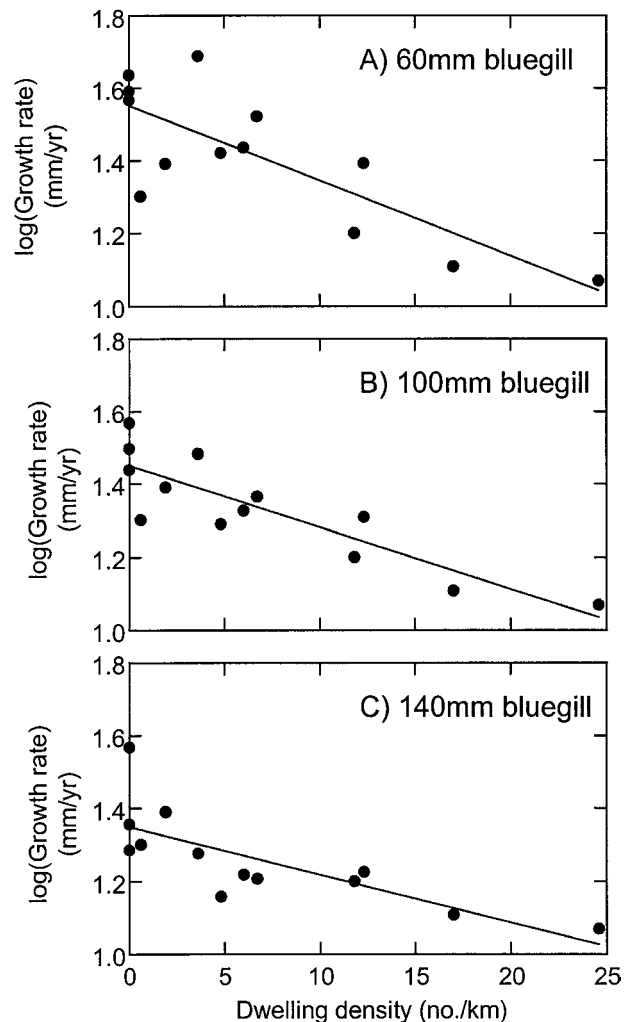 A) 60mm bluegill
log(Growth rate)
(mm/yr)
1.8
1.6
1.4
1.2
1.0
B) 100mm bluegill
log(Growth rate)
(mm/yr)
1.8
1.6
1.4
1.2
1.0
C) 140mm bluegill
log(Growth rate)
(mm/yr)
1.8
1.6
1.4
1.2
1.0
0 5 10 15 20 25
Dwelling density (no./km)